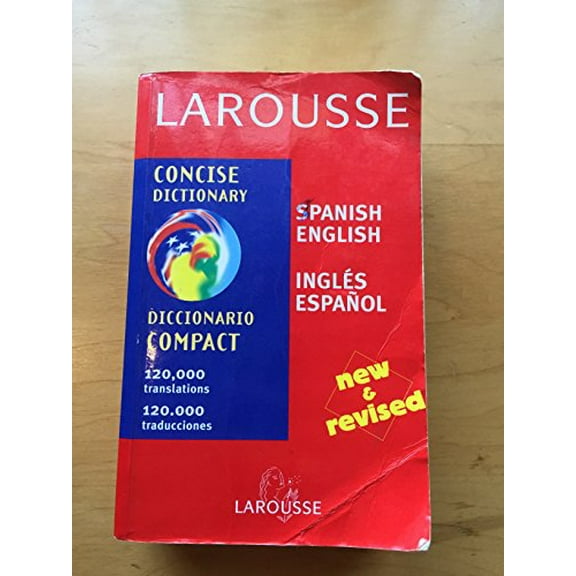 LAROUSSE
CONCISE
DICTIONARY
DICCIONARIO
COMPACT
120,000
translations
120.000
traducciones
SPANISH
ENGLISH
INGLÉS
ESPAÑOL
new
&
revised
LAROUSSE